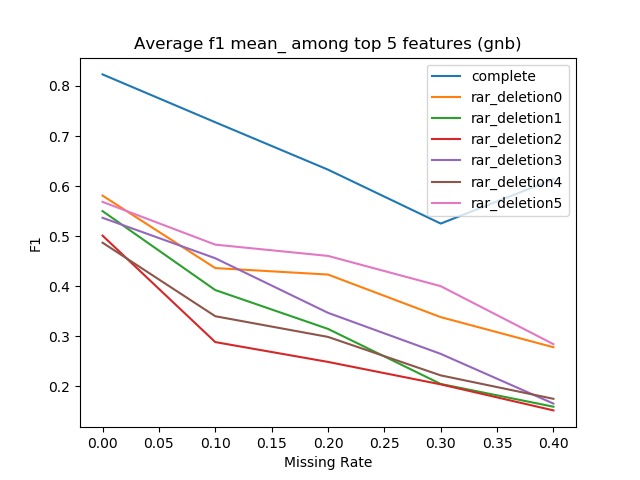 Average f1 mean_ among top 5 features (gnb)
complete
rar_deletion0
rar_deletion1
rar_deletion2
rar_deletion3
rar_deletion4
rar_deletion5
F1
0.8
0.7
0.6
0.5
0.4
0.3
0.2
0.00 0.05 0.10 0.15 0.20 0.25 0.30 0.35 0.40
Missing Rate